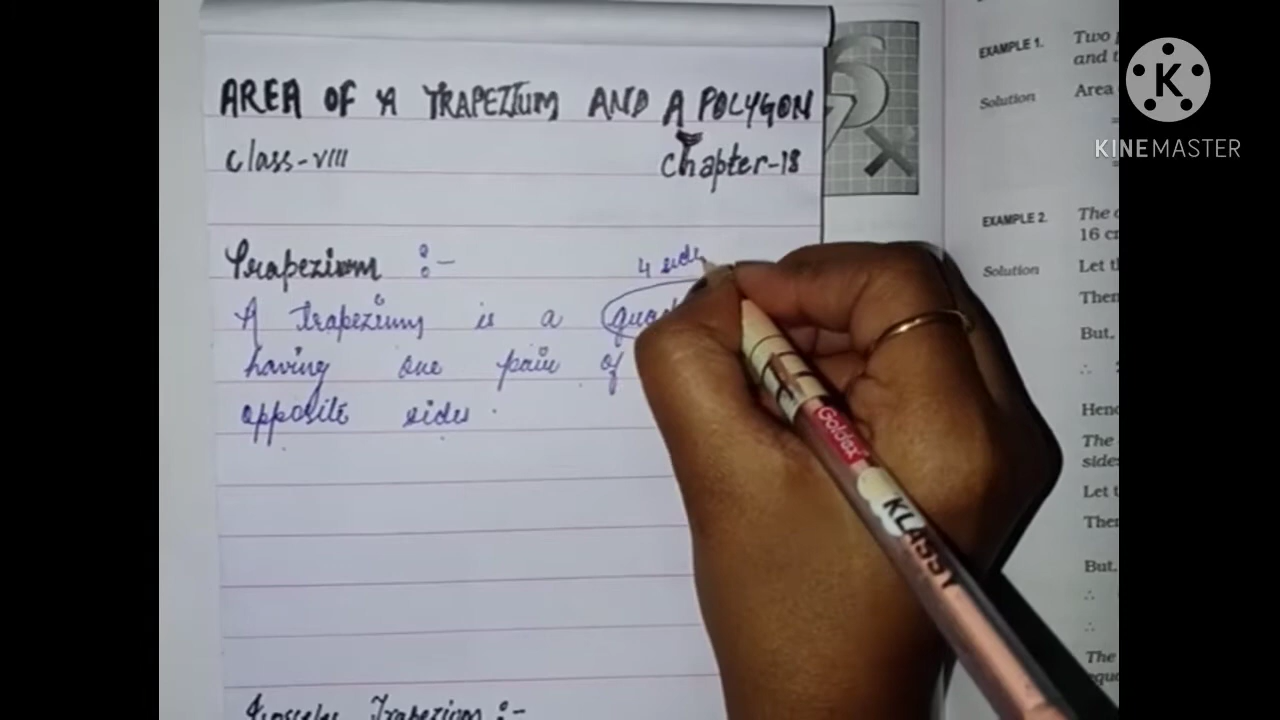 AREA OF A TRAPEZIUM AND A POLYGON
Class-VIII
Chapter-18
Trapezium :-
4 side
A trapezium is a
having one pair of
opposite sides.
Isosceles Trapezium :-
EXAMPLE 1.
Two
and t
Solution
Area
=
EXAMPLE 2.
The
16 cm
Solution
Let t
Then
But.
∴
Henc
The
side
Let t
Then
But.
∴
∴
The
equa
Goldex
KLASSY
K
KINEMASTER